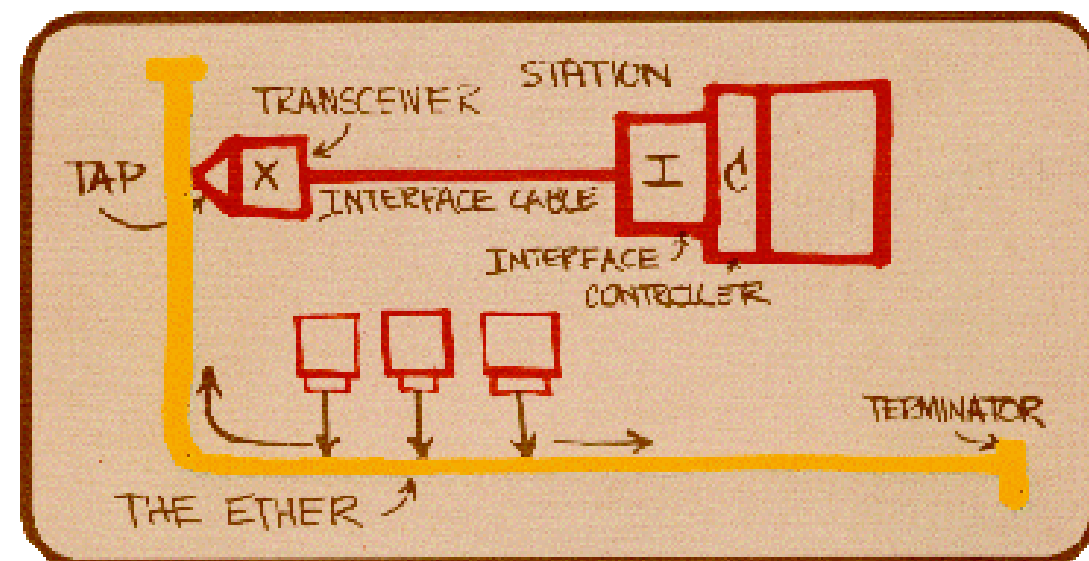 STATION
TRANSCEIVER
TAP
X
I
C
INTERFACE CABLE
INTERFACE
CONTROLLER
TERMINATOR
THE ETHER